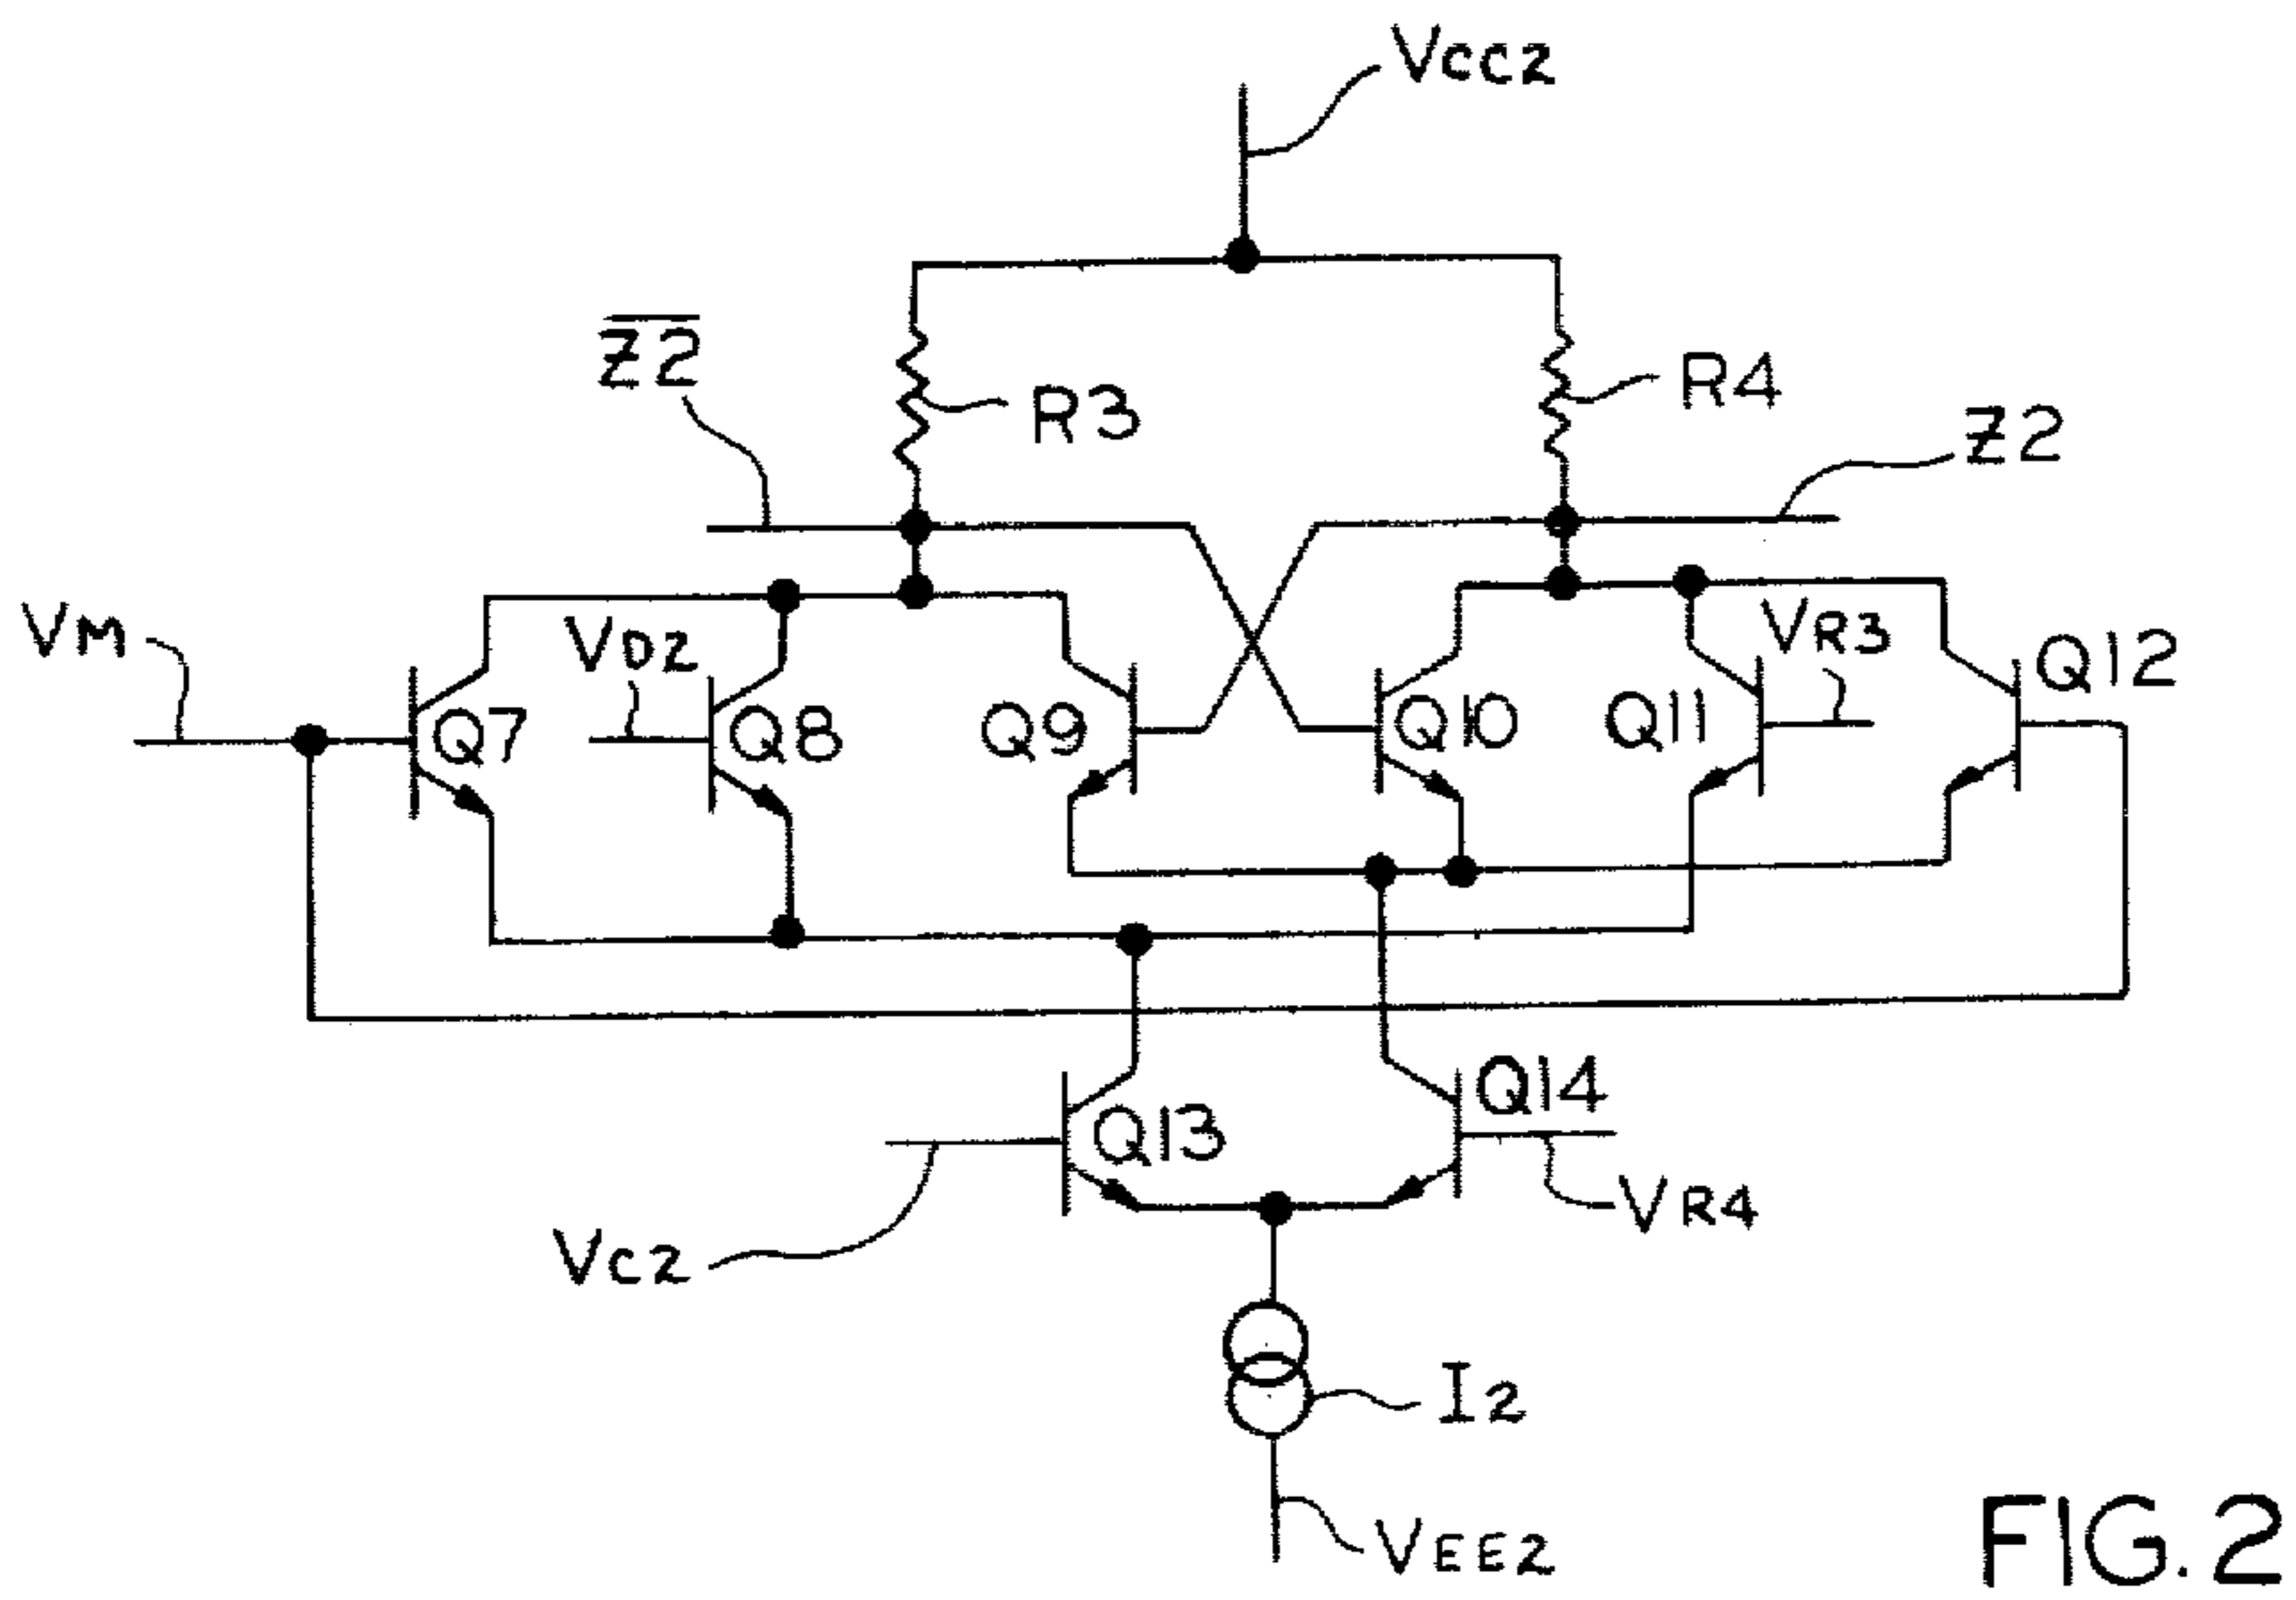 VCC2
Z2
R3
R4
Z2
VM
VD2
VR3
Q7
Q8
Q9
Q10
Q11
Q12
Q13
Q14
VC2
VR4
I2
VEE2
FIG.2